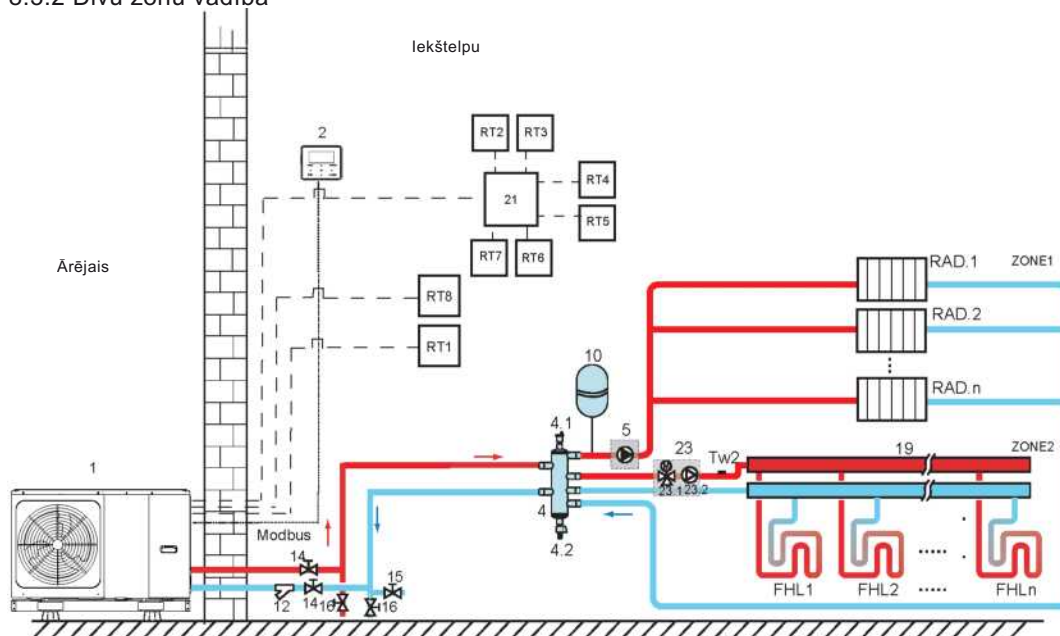 8.5.2 Divu zonu vadība
Iekštelpu
2
RT2
RT3
21
RT4
RT5
RT7
RT6
Ārējais
RT8
RT1
RAD.1
ZONE1
RAD.2
10
RAD.n
4.1
5
23
Tw2
19
ZONE2
23.1
23.2
1
4
4.2
Modbus
14
15
12
14
16
16
FHL1
FHL2
FHLn